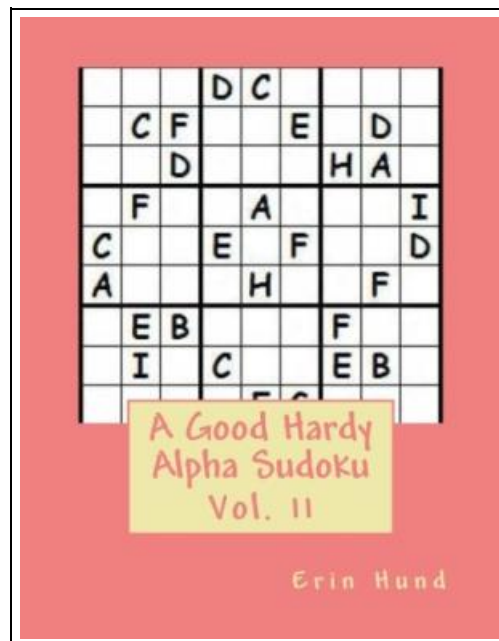 D C
C F E D
D H A
F A I
C E F D
A H F
E B F
I C E B
A Good Hardy
Alpha Sudoku
Vol. 11
Erin Hund